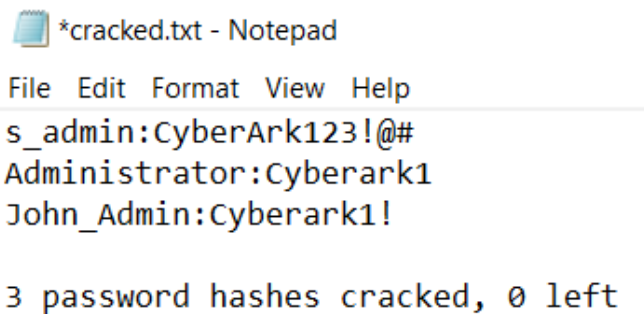 *cracked.txt - Notepad
File Edit Format View Help
s_admin:CyberArk123!@#
Administrator:Cyberark1
John_Admin:Cyberark1!
3 password hashes cracked, 0 left